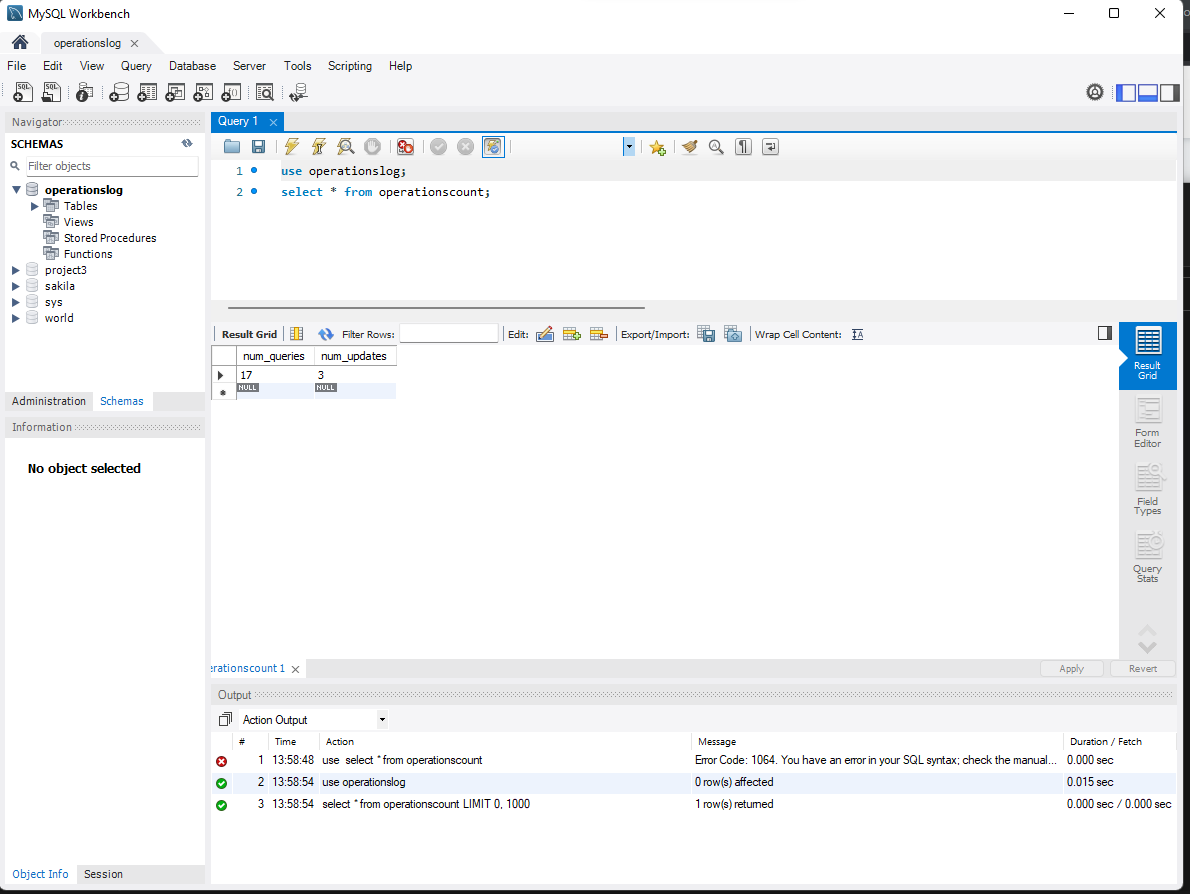 MySQL Workbench
operationslog
File Edit View Query Database Server Tools Scripting Help
Navigator
SCHEMAS
Filter objects
operationslog
Tables
Views
Stored Procedures
Functions
project3
sakila
sys
world
Administration Schemas
Information
No object selected
Object Info Session
Query 1
1 use operationslog;
2 select * from operationscount;
Result Grid Filter Rows: Edit: Export/Import: Wrap Cell Content:
num_queries num_updates
17 3
NULL NULL
Result
Grid
Form
Editor
Field
Types
Query
Stats
erationscount 1
Apply Revert
Output
Action Output
# Time Action Message Duration / Fetch
1 13:58:48 use select * from operationscount Error Code: 1064. You have an error in your SQL syntax; check the manual... 0.000 sec
2 13:58:54 use operationslog 0 row(s) affected 0.015 sec
3 13:58:54 select * from operationscount LIMIT 0, 1000 1 row(s) returned 0.000 sec / 0.000 sec